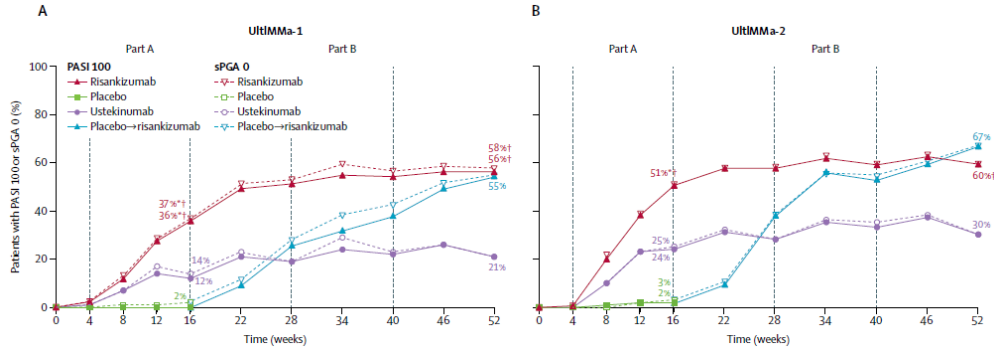 A
UltIMMa-1
Part A
Part B
Patients with PASI 100 or sPGA 0 (%)
100
80
60
40
20
0
PASI 100
Risankizumab
Placebo
Ustekinumab
Placebo→risankizumab
sPGA 0
Risankizumab
Placebo
Ustekinumab
Placebo→risankizumab
37%*†
36%*†
14%
12%
2%
58%†
56%†
55%
21%
0 4 8 12 16 22 28 34 40 46 52
Time (weeks)
B
UltIMMa-2
Part A
Part B
51%*†
25%
24%
3%
2%
67%
60%†
30%
0 4 8 12 16 22 28 34 40 46 52
Time (weeks)